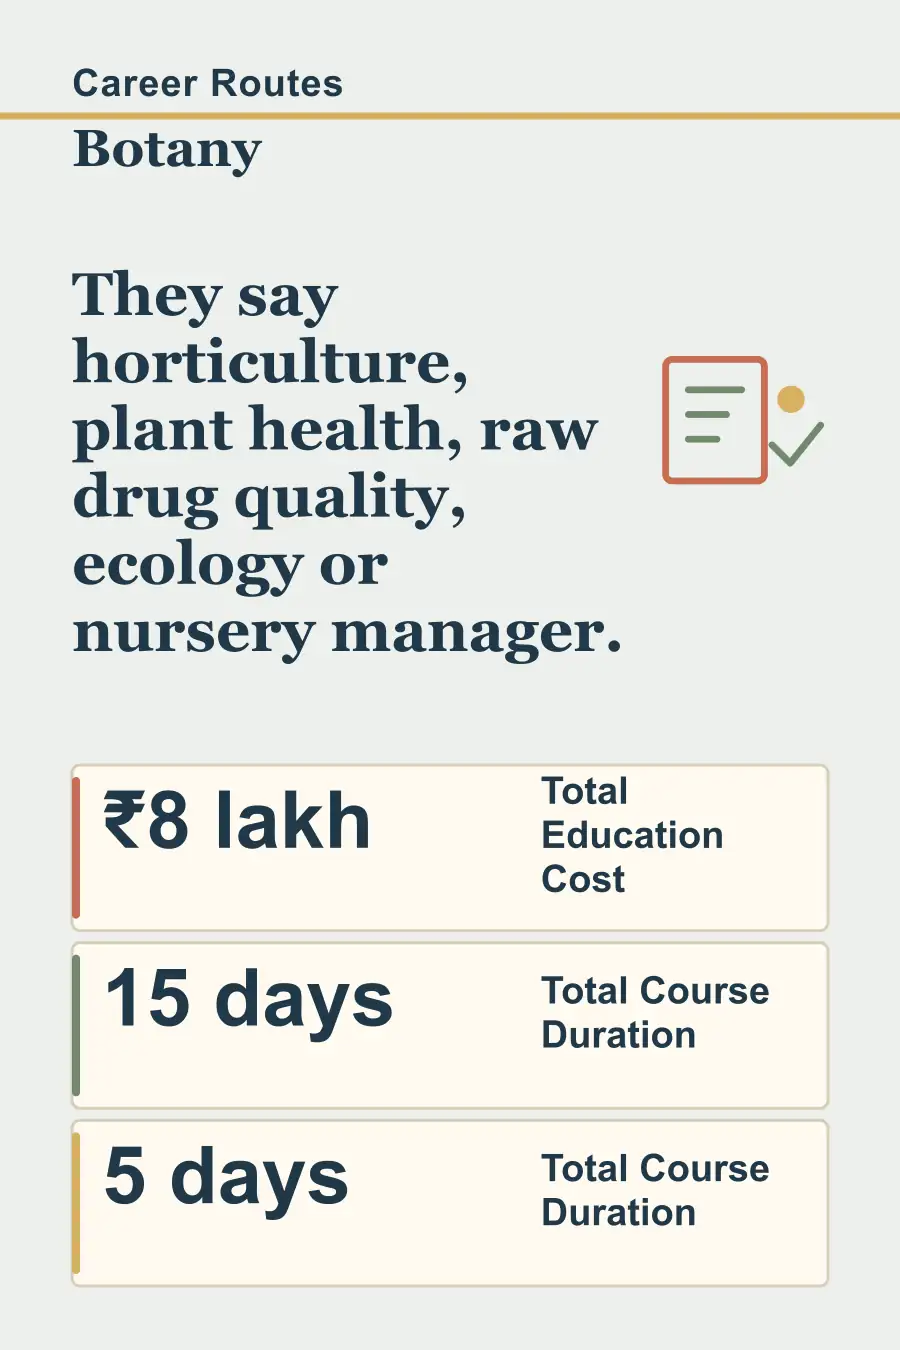 Career Routes
Botany
They say
horticulture,
plant health, raw
drug quality,
ecology or
nursery manager.
₹8 lakh
Total
Education
Cost
15 days
Total Course
Duration
5 days
Total Course
Duration